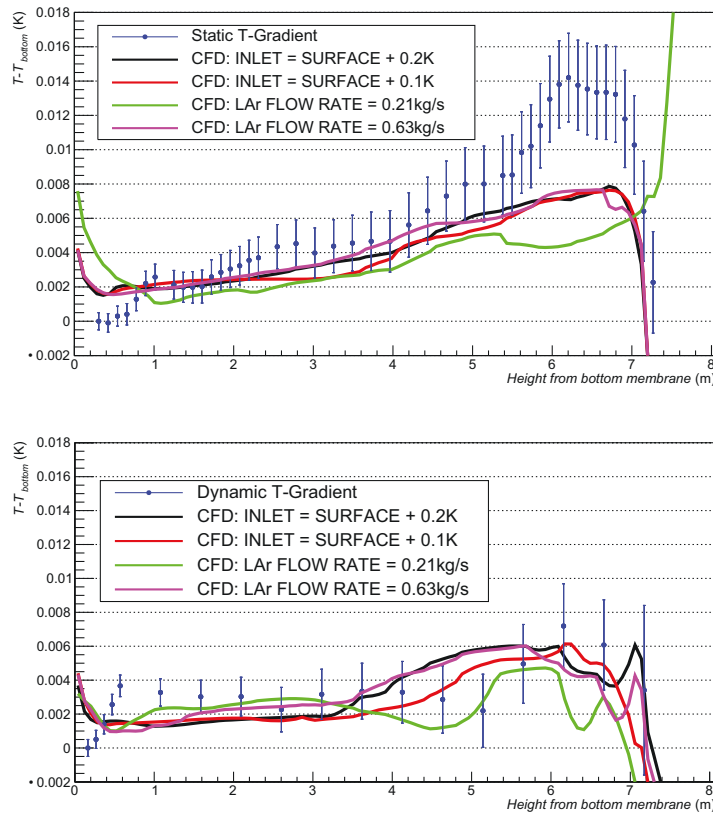 T-T bottom (K)
0.018
0.016
0.014
0.012
0.01
0.008
0.006
0.004
0.002
0
• 0.002
Static T-Gradient
CFD: INLET = SURFACE + 0.2K
CFD: INLET = SURFACE + 0.1K
CFD: LAr FLOW RATE = 0.21kg/s
CFD: LAr FLOW RATE = 0.63kg/s
0 1 2 3 4 5 6 7 8
Height from bottom membrane (m)
T-T bottom (K)
0.018
0.016
0.014
0.012
0.01
0.008
0.006
0.004
0.002
0
• 0.002
Dynamic T-Gradient
CFD: INLET = SURFACE + 0.2K
CFD: INLET = SURFACE + 0.1K
CFD: LAr FLOW RATE = 0.21kg/s
CFD: LAr FLOW RATE = 0.63kg/s
0 1 2 3 4 5 6 7 8
Height from bottom membrane (m)